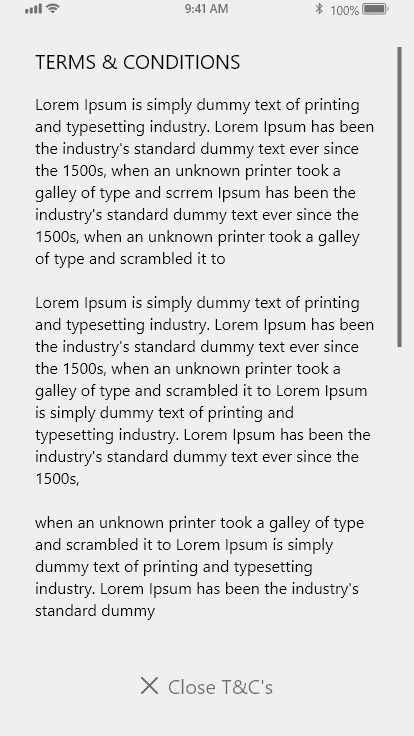 9:41 AM 100%
TERMS & CONDITIONS
Lorem Ipsum is simply dummy text of printing
and typesetting industry. Lorem Ipsum has been
the industry's standard dummy text ever since
the 1500s, when an unknown printer took a
galley of type and scrrem Ipsum has been the
industry's standard dummy text ever since the
1500s, when an unknown printer took a galley
of type and scrambled it to
Lorem Ipsum is simply dummy text of printing
and typesetting industry. Lorem Ipsum has been
the industry's standard dummy text ever since
the 1500s, when an unknown printer took a
galley of type and scrambled it to Lorem Ipsum
is simply dummy text of printing and
typesetting industry. Lorem Ipsum has been the
industry's standard dummy text ever since the
1500s,
when an unknown printer took a galley of type
and scrambled it to Lorem Ipsum is simply
dummy text of printing and typesetting
industry. Lorem Ipsum has been the industry's
standard dummy
Close T&C's